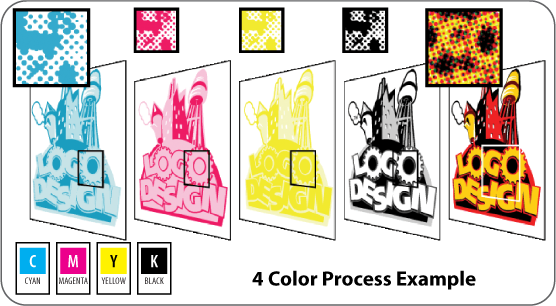 LOGO
DESIGN
LOGO
DESIGN
LOGO
DESIGN
LOGO
DESIGN
LOGO
DESIGN
C
CYAN
M
MAGENTA
Y
YELLOW
K
BLACK
4 Color Process Example